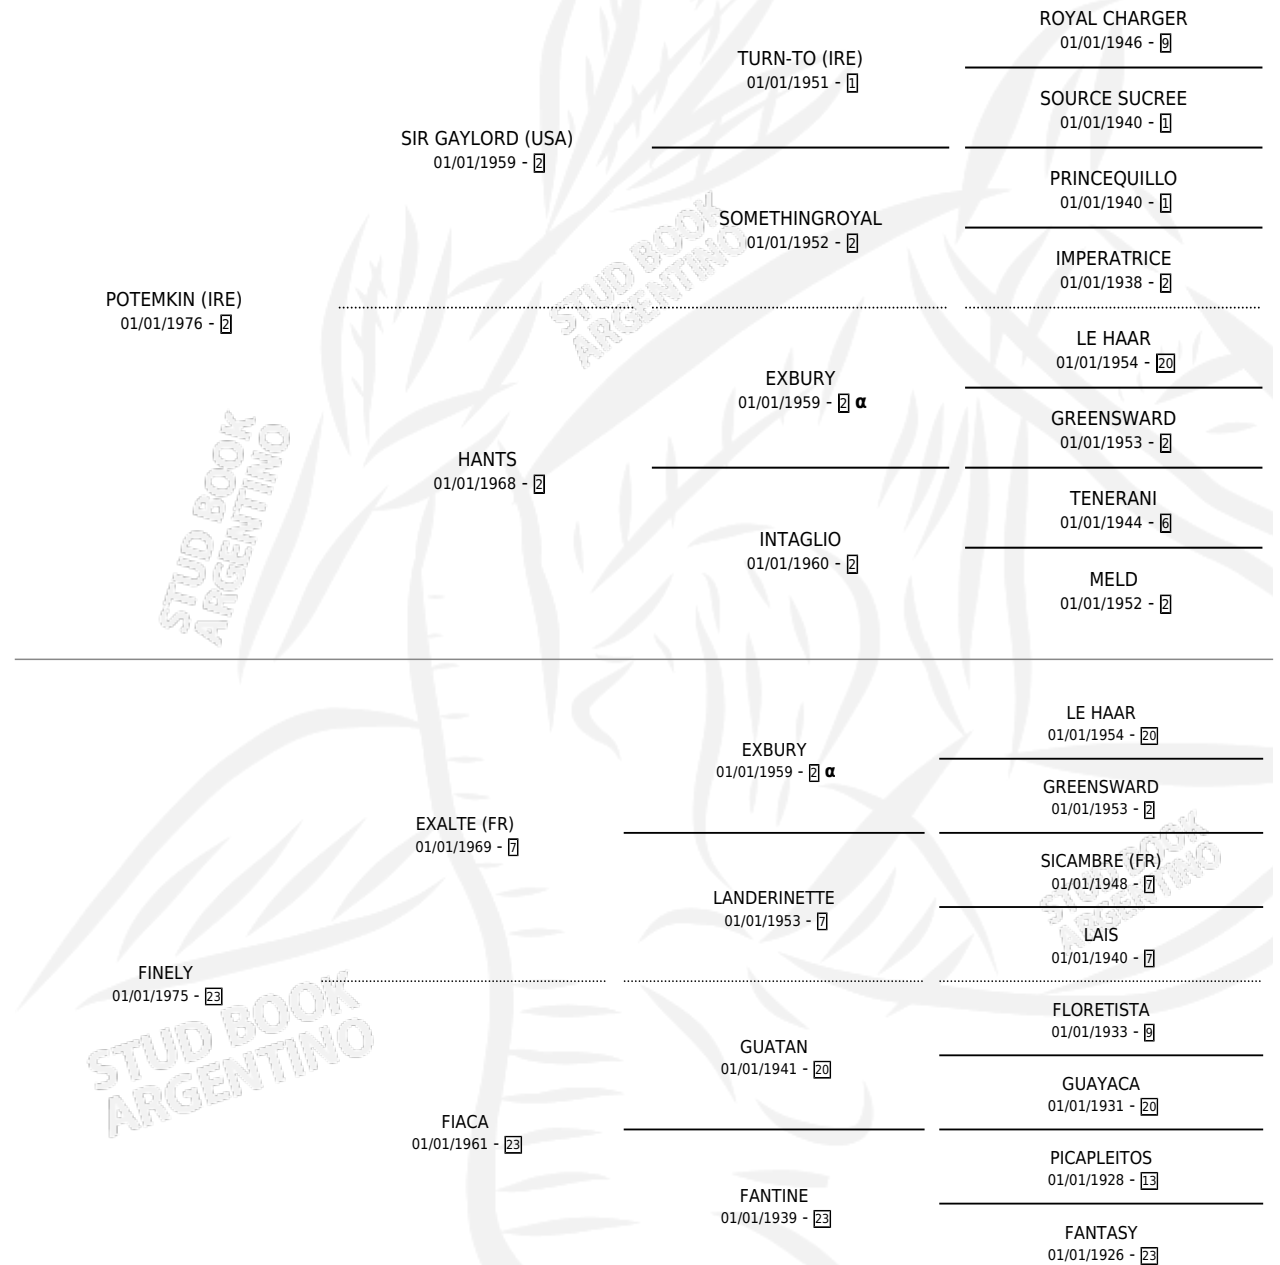 ROYAL CHARGER
01/01/1946 - 9
TURN-TO (IRE)
01/01/1951 - 1
SOURCE SUCREE
01/01/1940 - 1
SIR GAYLORD (USA)
01/01/1959 - 2
PRINCEQUILLO
01/01/1940 - 1
SOMETHINGROYAL
01/01/1952 - 2
IMPERATRICE
01/01/1938 - 2
POTEMKIN (IRE)
01/01/1976 - 2
LE HAAR
01/01/1954 - 20
EXBURY
01/01/1959 - 2 α
GREENSWARD
01/01/1953 - 2
HANTS
01/01/1968 - 2
TENERANI
01/01/1944 - 6
INTAGLIO
01/01/1960 - 2
MELD
01/01/1952 - 2
LE HAAR
01/01/1954 - 20
EXBURY
01/01/1959 - 2 α
GREENSWARD
01/01/1953 - 2
EXALTE (FR)
01/01/1969 - 7
SICAMBRE (FR)
01/01/1948 - 7
LANDERINETTE
01/01/1953 - 7
LAIS
01/01/1940 - 7
FINELY
01/01/1975 - 23
FLORETISTA
01/01/1933 - 9
GUATAN
01/01/1941 - 20
GUAYACA
01/01/1931 - 20
FIACA
01/01/1961 - 23
PICAPLEITOS
01/01/1928 - 13
FANTINE
01/01/1939 - 23
FANTASY
01/01/1926 - 23
STUD BOOK
ARGENTINO
STUD BOOK
ARGENTINO
STUD BOOK
ARGENTINO
STUD BOOK
ARGENTINO